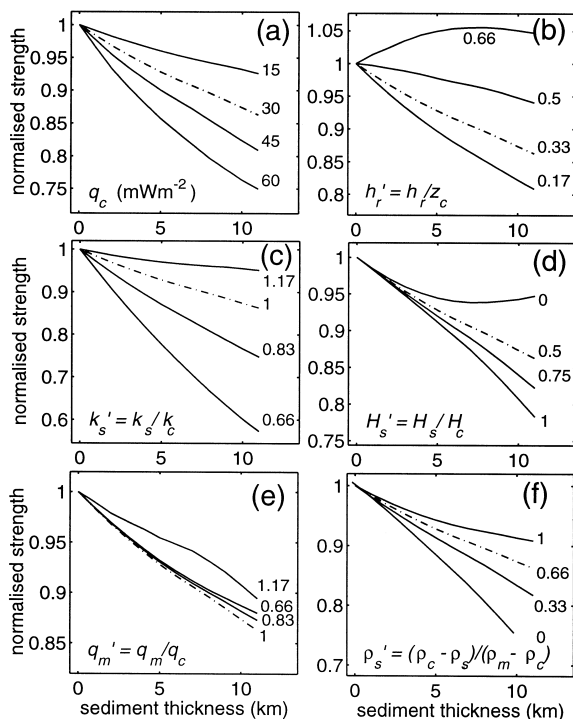 (a)
normalised strength
1
0.95
0.9
0.85
0.8
0.75
15
30
45
60
q_c (mWm⁻²)
0 5 10
(b)
1.05
1
0.95
0.9
0.85
0.8
0.66
0.5
0.33
0.17
h_r' = h_r/z_c
0 5 10
(c)
normalised strength
1
0.9
0.8
0.7
0.6
1.17
1
0.83
0.66
k_s' = k_s/k_c
0 5 10
(d)
1
0.95
0.9
0.85
0.8
0.75
0
0.5
0.75
1
H_s' = H_s/H_c
0 5 10
(e)
normalised strength
1
0.95
0.9
0.85
1.17
0.66
0.83
1
q_m' = q_m/q_c
0 5 10
sediment thickness (km)
(f)
1
0.9
0.8
0.7
1
0.66
0.33
0
ρ_s' = (ρ_c - ρ_s)/(ρ_m - ρ_c)
0 5 10
sediment thickness (km)